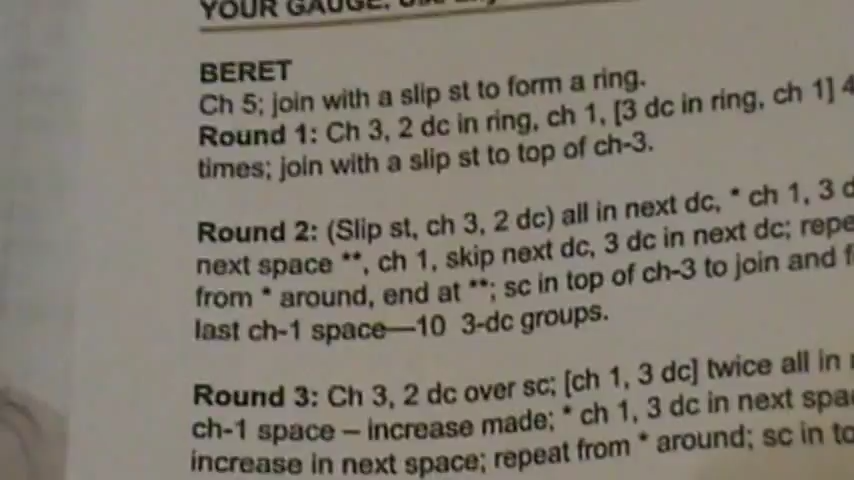 YOUR GAUGE.
BERET
Ch 5; join with a slip st to form a ring.
Round 1: Ch 3, 2 dc in ring, ch 1, [3 dc in ring, ch 1] 4
times; join with a slip st to top of ch-3.
Round 2: (Slip st, ch 3, 2 dc) all in next dc, * ch 1, 3
next space **, ch 1, skip next dc, 3 dc in next dc;
from * around, end at **; sc in top of ch-3 to join and
last ch-1 space—10 3-dc groups.
Round 3: Ch 3, 2 dc over sc; [ch 1, 3 dc] twice all in
ch-1 space – increase made; * ch 1, 3 dc in next
increase in next space; repeat from * around; sc in